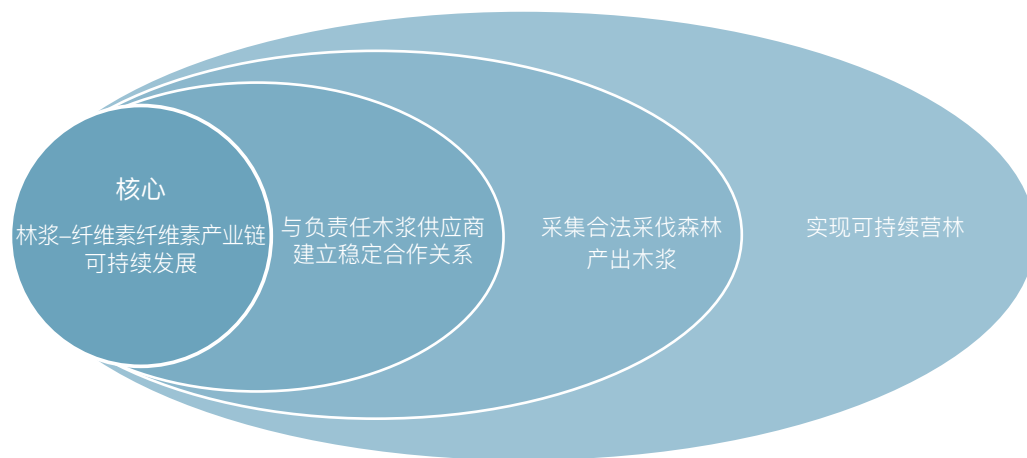 核心
林浆–纤维素纤维素产业链
可持续发展
与负责任木浆供应商
建立稳定合作关系
采集合法采伐森林
产出木浆
实现可持续营林